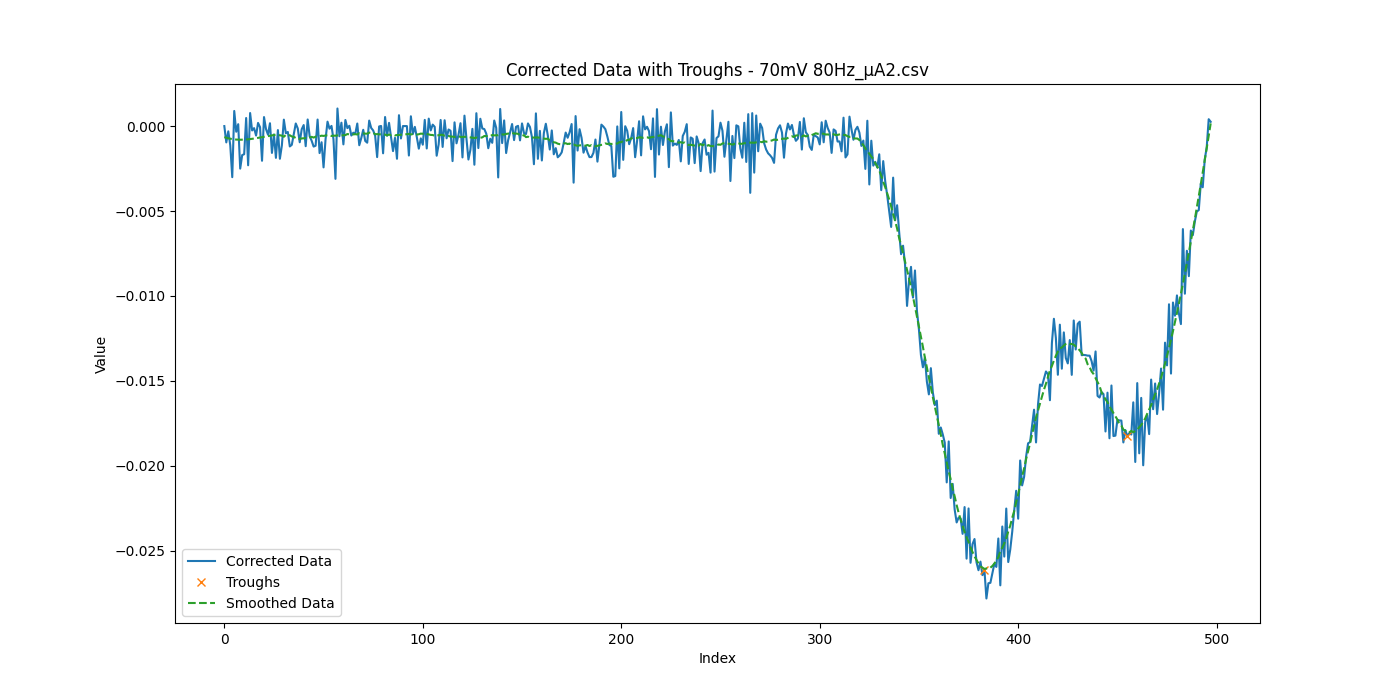 Corrected Data with Troughs - 70mV 80Hz_μA2.csv
Value
0.000
−0.005
−0.010
−0.015
−0.020
−0.025
Corrected Data
Troughs
Smoothed Data
0 100 200 300 400 500
Index